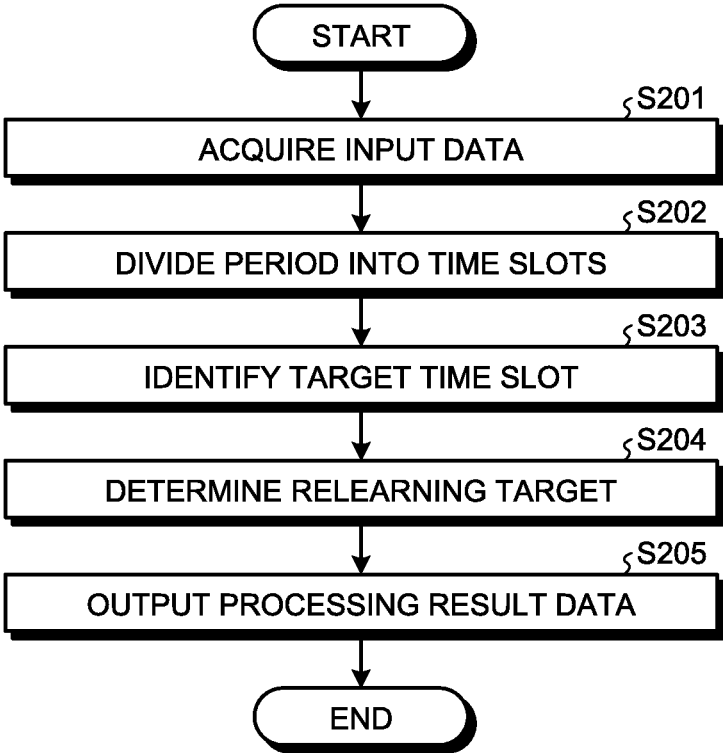 START
S201
ACQUIRE INPUT DATA
S202
DIVIDE PERIOD INTO TIME SLOTS
S203
IDENTIFY TARGET TIME SLOT
S204
DETERMINE RELEARNING TARGET
S205
OUTPUT PROCESSING RESULT DATA
END